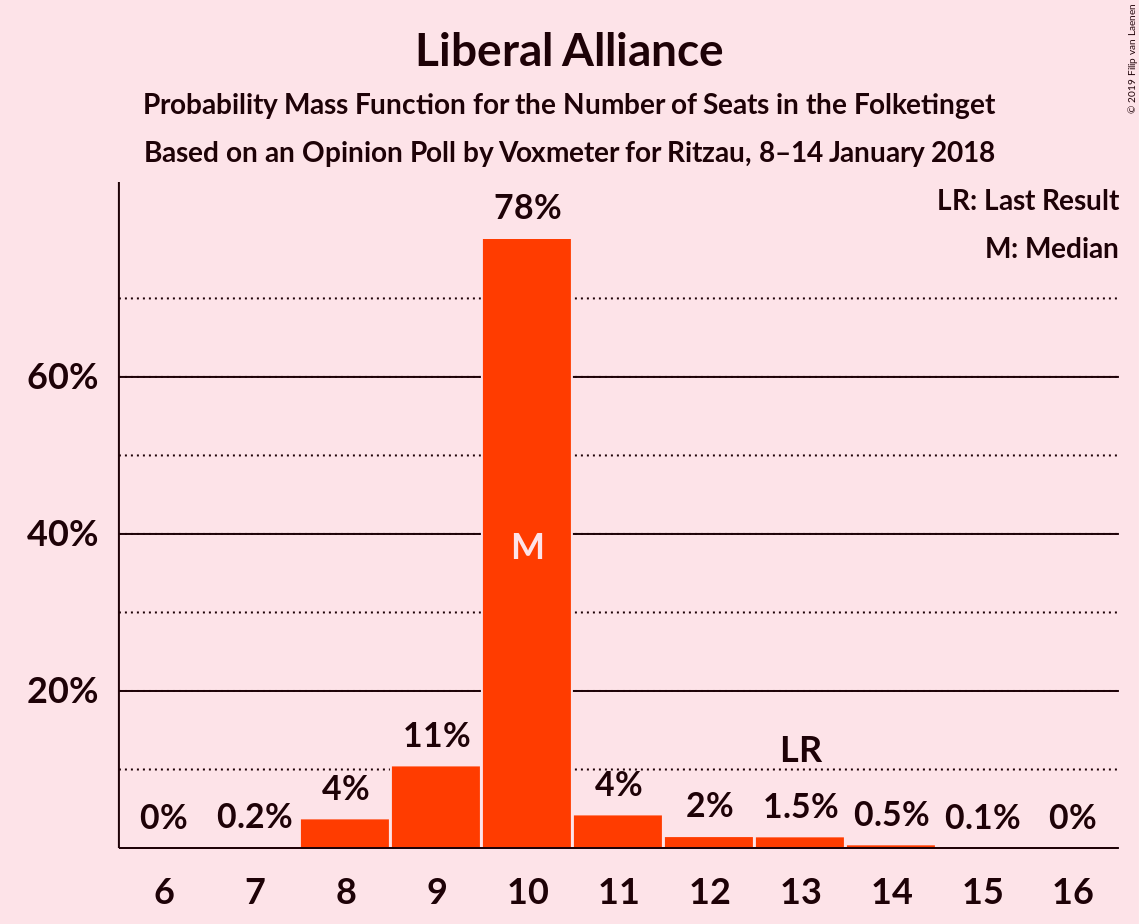 Liberal Alliance
Probability Mass Function for the Number of Seats in the Folketinget
Based on an Opinion Poll by Voxmeter for Ritzau, 8–14 January 2018
© 2019 Filip van Laenen
LR: Last Result
M: Median
60%
40%
20%
0%
0.2%
4%
11%
78%
M
4%
2%
LR
1.5%
0.5%
0.1%
0%
6 7 8 9 10 11 12 13 14 15 16